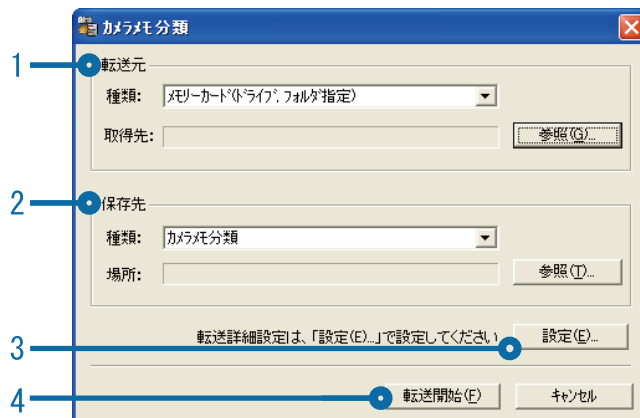 カメラメモ分類
1
転送元
種類:
メモリーカード(ドライブ, フォルダ指定)
取得先:
参照(G)...
2
保存先
種類:
カメラメモ分類
場所:
参照(T)...
転送詳細設定は、「設定(E)...」で設定してください
設定(E)...
3
4
転送開始(F)
キャンセル